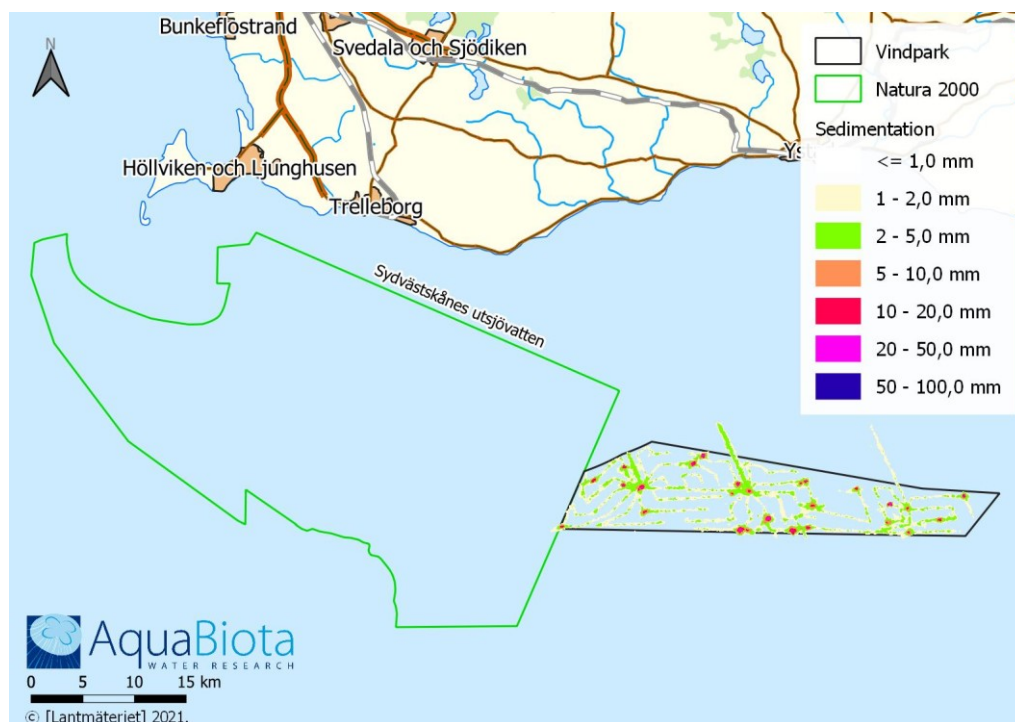 Bunkeflostrand
Svedala och Sjödiken
N
Höllviken och Ljunghusen
Trelleborg
Yst
Sydvästskånes utsjövatten
Vindpark
Natura 2000
Sedimentation
<= 1,0 mm
1 - 2,0 mm
2 - 5,0 mm
5 - 10,0 mm
10 - 20,0 mm
20 - 50,0 mm
50 - 100,0 mm
AquaBiota
WATER RESEARCH
0 5 10 15 km
© [Lantmäteriet] 2021.